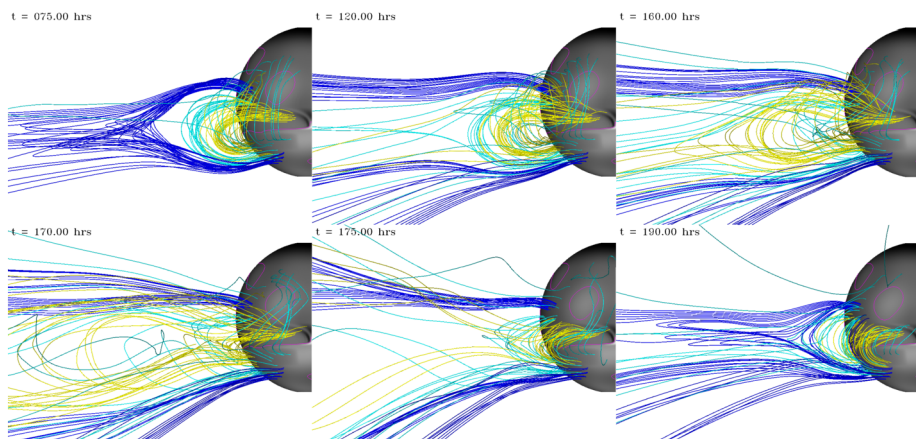 t = 075.00 hrs
t = 120.00 hrs
t = 160.00 hrs
t = 170.00 hrs
t = 175.00 hrs
t = 190.00 hrs